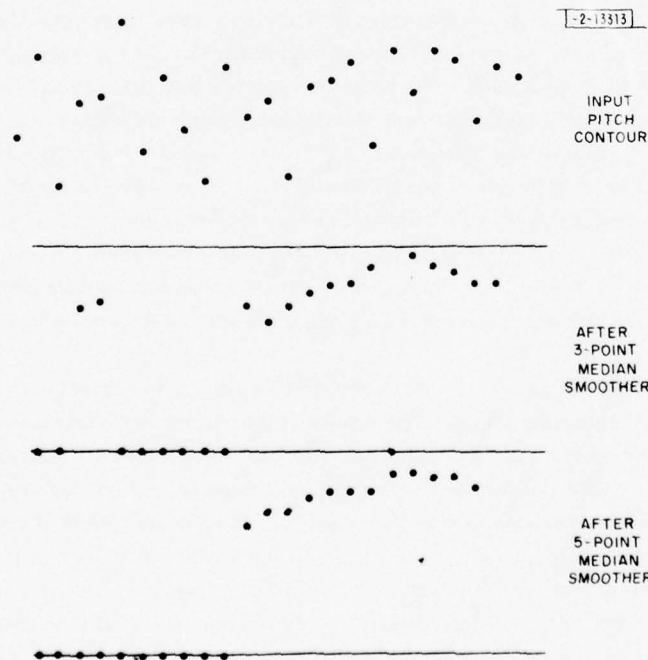 -2-13313
INPUT
PITCH
CONTOUR
AFTER
3-POINT
MEDIAN
SMOOTHER
AFTER
5-POINT
MEDIAN
SMOOTHER